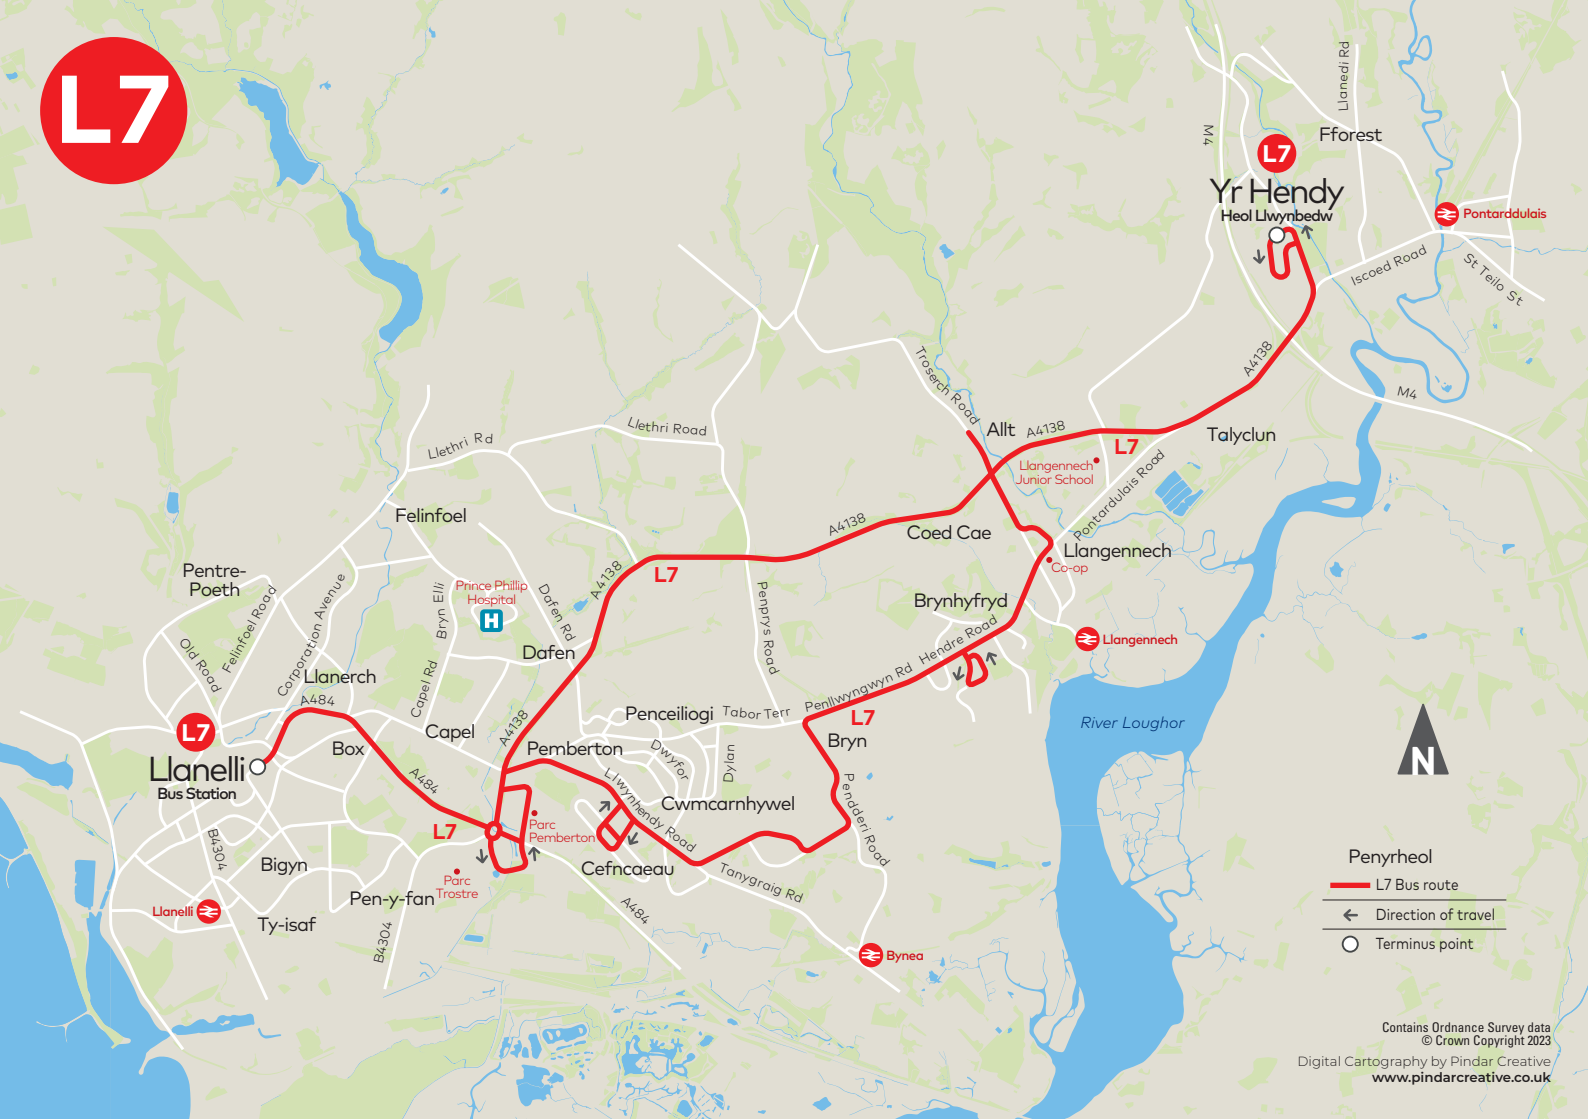 L7
M4
Llanedi Rd
Fforest
L7
Yr Hendy
Heol Llwynbedw
Pontarddulais
Iscoed Road
St Teilo St
A4138
M4
Troserch Road
Allt
A4138
L7
Talyclun
Llangennech
Junior School
Pontardulais Road
Llethri Rd
Llethri Road
Felinfoel
A4138
Coed Cae
Llangennech
Co-op
A4138
L7
Pentre-
Poeth
Prince Phillip
Hospital
H
Bryn Elli
Dafen Rd
Penprys Road
Brynhyfryd
Hendre Road
Llangennech
Old Road
Felinfoel Road
Corporation Avenue
Dafen
Llanerch
Capel Rd
A484
Penllwyngwyn Rd
L7
Penceiliogi
Tabor Terr
River Loughor
L7
Capel
A4138
Pemberton
Dwyfor
Dylan
Bryn
Box
Llanelli
Bus Station
A484
Llwynhendy Road
Cwmcarnhywel
Pendderi Road
N
L7
Parc
Pemberton
B4304
Bigyn
Cefncaeau
Tanygraig Rd
Parc
Trostre
Pen-y-fan
Llanelli
Ty-isaf
A484
B4304
Bynea
Penyrheol
L7 Bus route
Direction of travel
Terminus point
Contains Ordnance Survey data
© Crown Copyright 2023
Digital Cartography by Pindar Creative
www.pindarcreative.co.uk